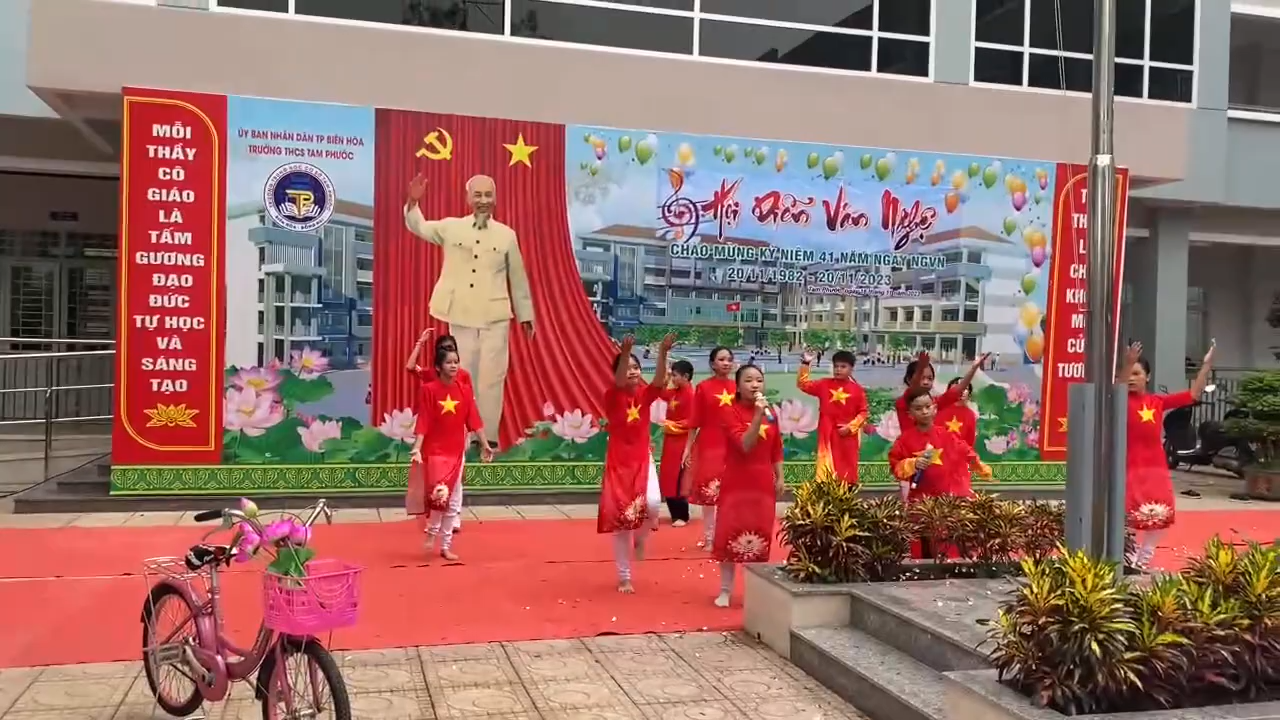 MỖI
THẦY
CÔ
GIÁO
LÀ
TẤM
GƯƠNG
ĐẠO
ĐỨC
TỰ HỌC
VÀ
SÁNG
TẠO
ỦY BAN NHÂN DÂN TP BIÊN HÒA
TRƯỜNG THCS TAM PHƯỚC
Hội Diễn Văn Nghệ
CHÀO MỪNG KỶ NIỆM 41 NĂM NGÀY NGVN
20/11/1982 - 20/11/2023